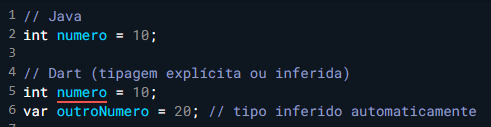 1 // Java
2 int numero = 10;
3
4 // Dart (tipagem explícita ou inferida)
5 int numero = 10;
6 var outroNumero = 20; // tipo inferido automaticamente